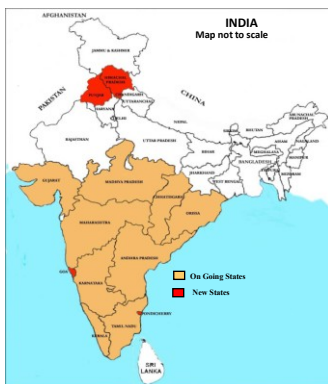 AFGHANISTAN
INDIA
Map not to scale
JAMMU & KASHMIR
HIMACHAL
PRADESH
PAKISTAN
PUNJAB
CHANDIGARH
UTTARANCHAL
HARYANA
DELHI
CHINA
RAJASTHAN
UTTAR PRADESH
NEPAL
SIKKIM
BHUTAN
ARUNACHAL
PRADESH
ASSAM
NAGALAND
BIHAR
MEGHALAYA
BANGLADESH
MANIPUR
JHARKHAND
WEST BENGAL
MIZORAM
GUJARAT
MADHYA PRADESH
CHHATTISGARH
ORISSA
MAHARASHTRA
ANDHRA PRADESH
GOA
KARNATAKA
On Going States
New States
PONDICHERRY
TAMIL NADU
KERALA
SRI
LANKA